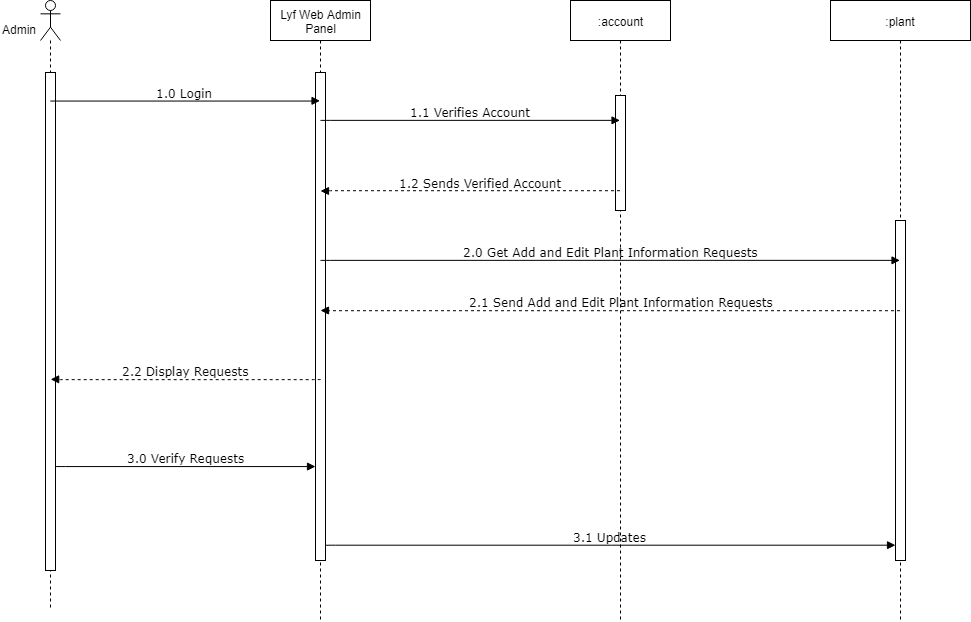 Admin
Lyf Web Admin
Panel
:account
:plant
1.0 Login
1.1 Verifies Account
1.2 Sends Verified Account
2.0 Get Add and Edit Plant Information Requests
2.1 Send Add and Edit Plant Information Requests
2.2 Display Requests
3.0 Verify Requests
3.1 Updates